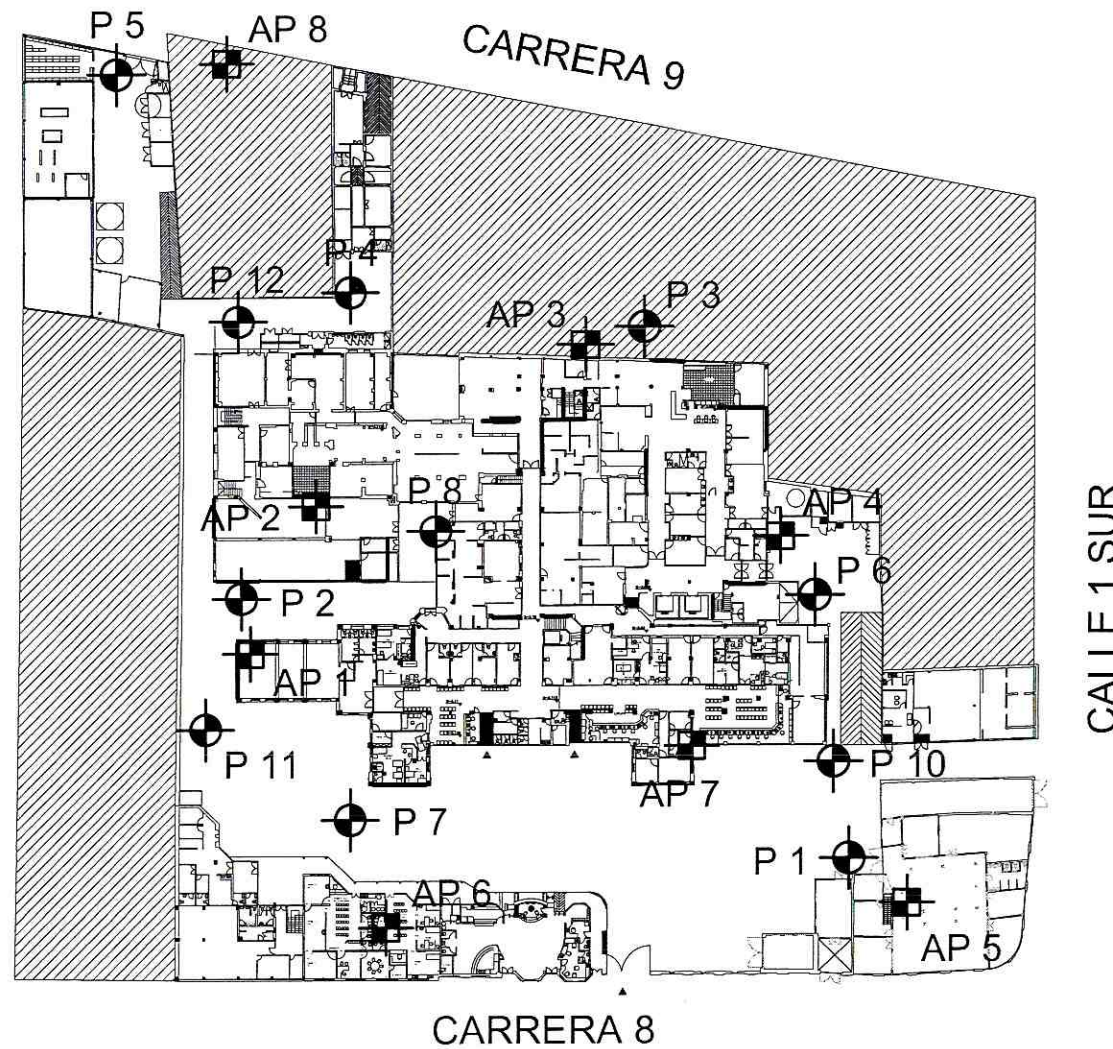 P 5
AP 8
CARRERA 9
P 4
P 12
P 3
AP 3
AP 4
AP 2
P 8
P 6
P 2
CALLE 1 SUR
AP 1
P 11
P 10
AP 7
P 7
P 1
AP 6
AP 5
CARRERA 8